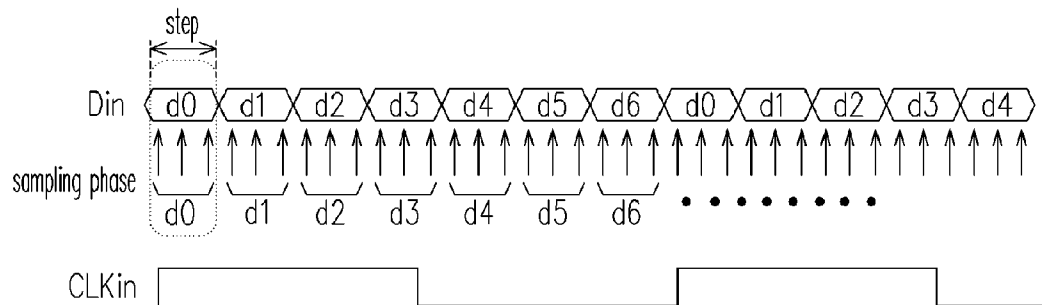 step
Din d0 d1 d2 d3 d4 d5 d6 d0 d1 d2 d3 d4
sampling phase
d0 d1 d2 d3 d4 d5 d6
CLKin